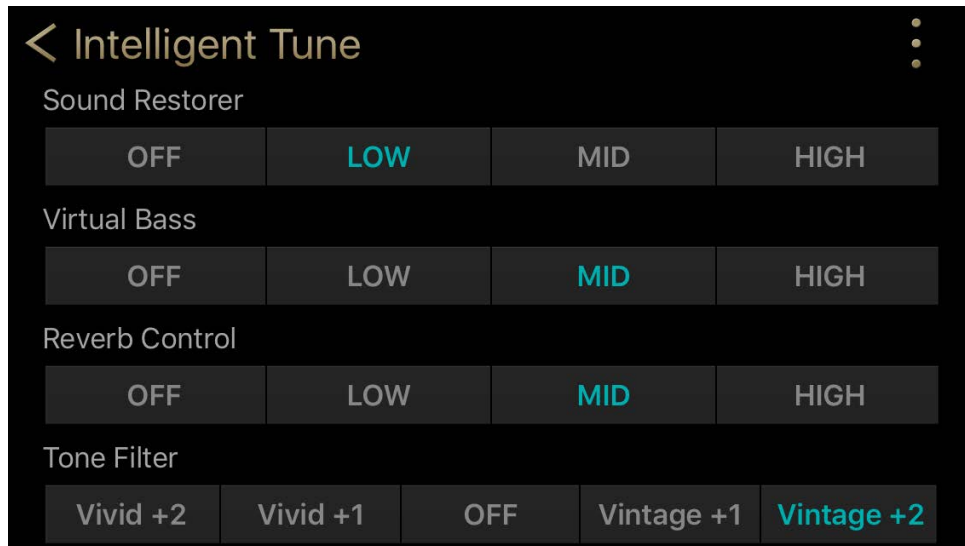 Intelligent Tune
Sound Restorer
OFF LOW MID HIGH
Virtual Bass
OFF LOW MID HIGH
Reverb Control
OFF LOW MID HIGH
Tone Filter
Vivid +2 Vivid +1 OFF Vintage +1 Vintage +2